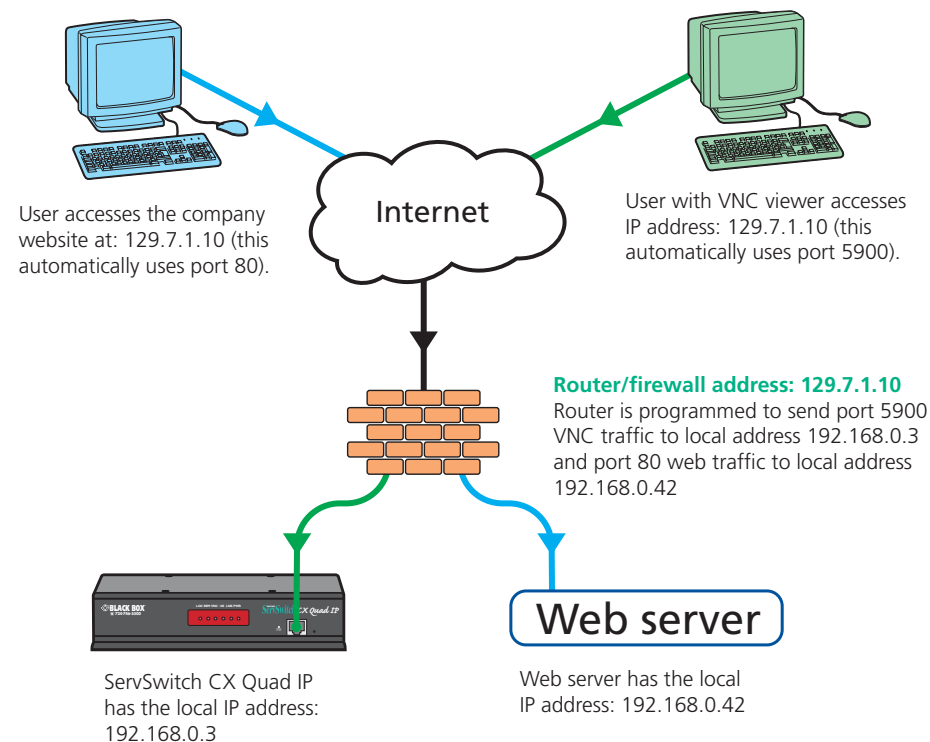 User accesses the company
website at: 129.7.1.10 (this
automatically uses port 80).
Internet
User with VNC viewer accesses
IP address: 129.7.1.10 (this
automatically uses port 5900).
Router/firewall address: 129.7.1.10
Router is programmed to send port 5900
VNC traffic to local address 192.168.0.3
and port 80 web traffic to local address
192.168.0.42
BLACK BOX
ServSwitch CX Quad IP
Web server
ServSwitch CX Quad IP
has the local IP address:
192.168.0.3
Web server has the local
IP address: 192.168.0.42